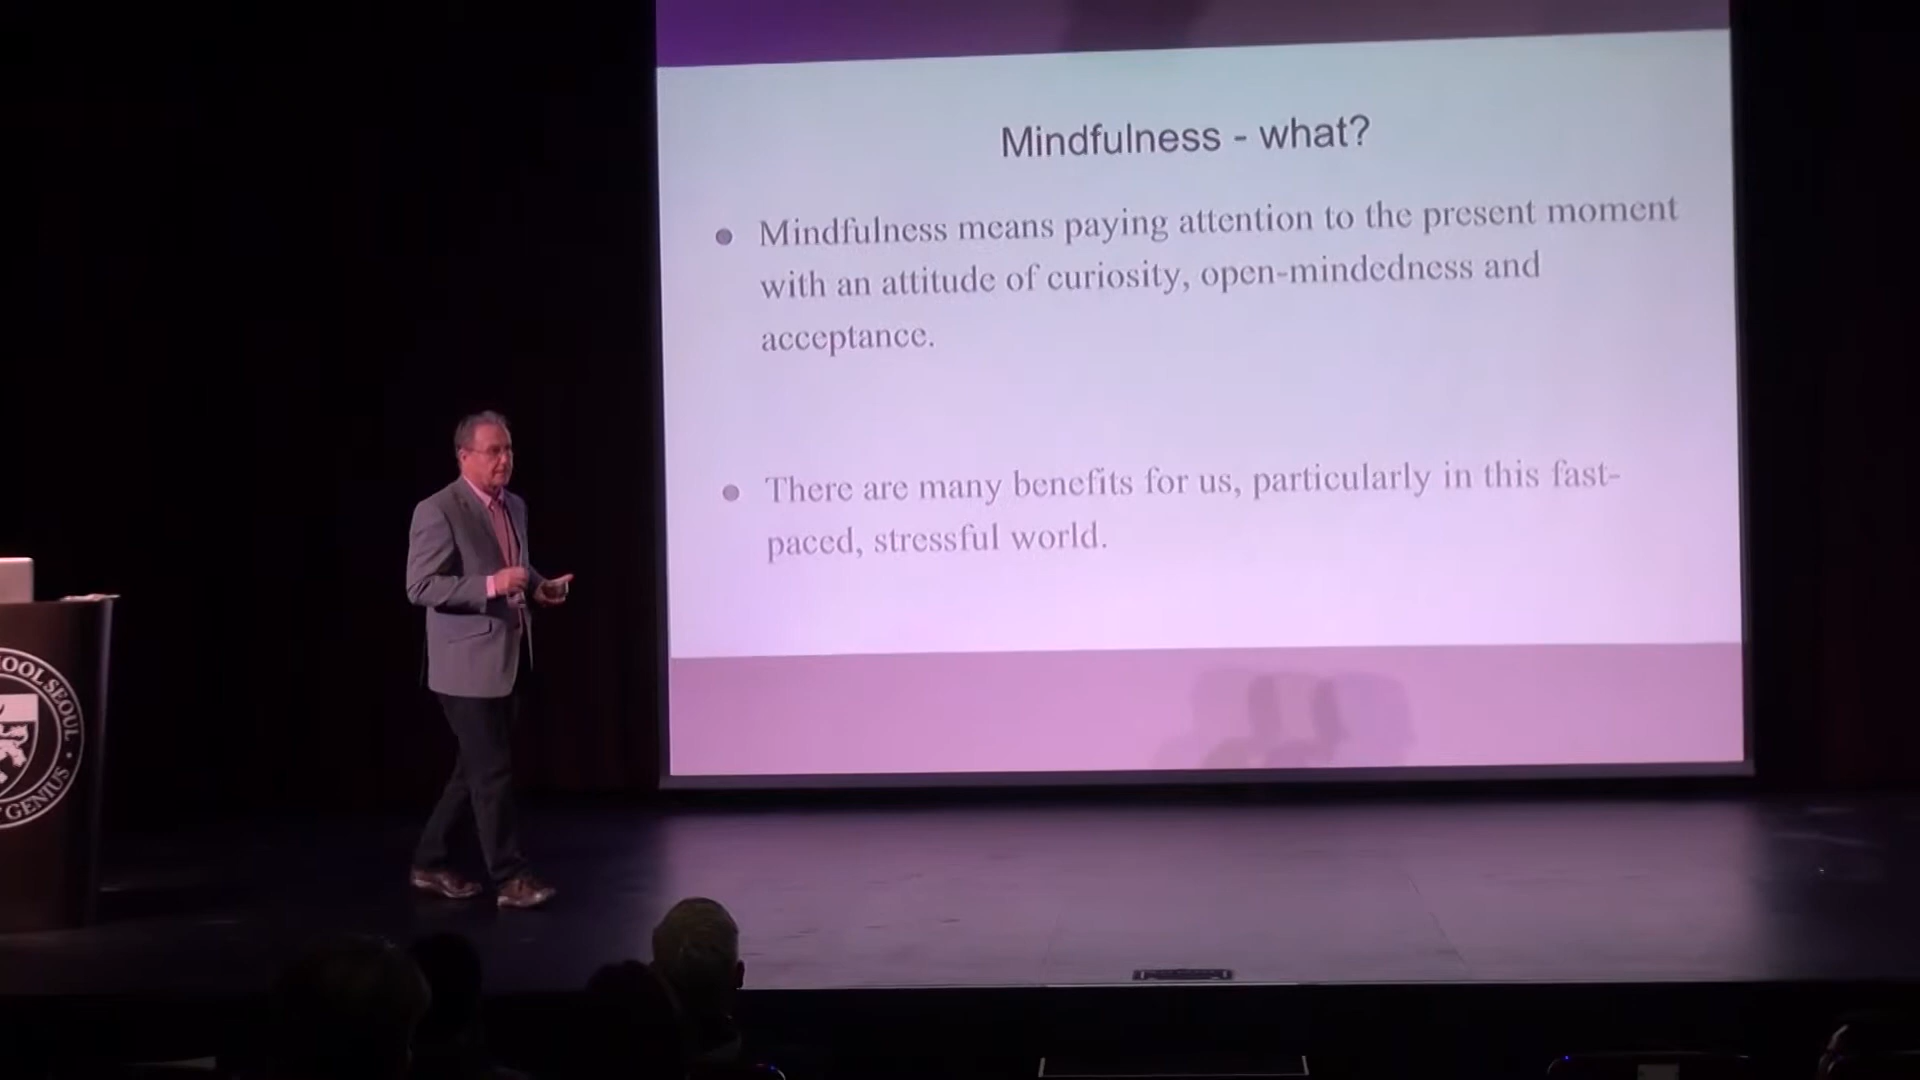 Mindfulness - what?
● Mindfulness means paying attention to the present moment
with an attitude of curiosity, open-mindedness and
acceptance.
● There are many benefits for us, particularly in this fast-
paced, stressful world.
OOL SEOUL ·
GENIUS